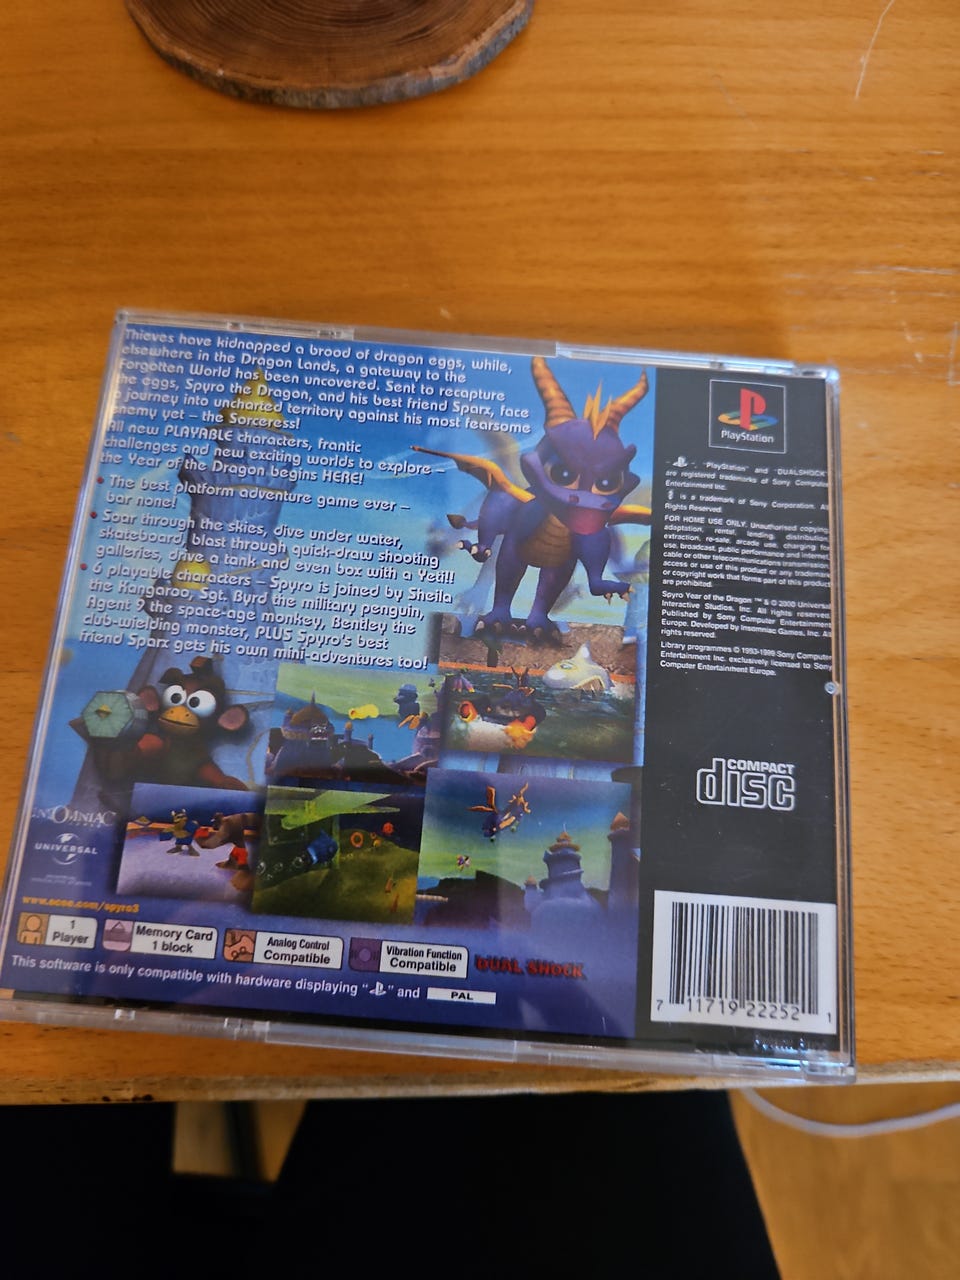 Thieves have kidnapped a brood of dragon eggs, while,
elsewhere in the Dragon Lands, a gateway to the
Forgotten World has been uncovered. Sent to recapture
the eggs, Spyro the Dragon, and his best friend Sparx, face
a journey into uncharted territory against his most fearsome
enemy yet – the Sorceress!
All new PLAYABLE characters, frantic
challenges and new exciting worlds to explore –
the Year of the Dragon begins HERE!
• The best platform adventure game ever –
bar none!
• Soar through the skies, dive under water,
skateboard, blast through quick-draw shooting
galleries, drive a tank and even box with a Yeti!!
• 6 playable characters – Spyro is joined by Sheila
the Kangaroo, Sgt. Byrd the military penguin,
Agent 9 the space-age monkey, Bentley the
club-wielding monster, PLUS Spyro's best
friend Sparx gets his own mini-adventures too!
INSOMNIAC
UNIVERSAL
www.scee.com/spyro3
1
Player
Memory Card
1 block
Analog Control
Compatible
Vibration Function
Compatible
DUAL SHOCK
This software is only compatible with hardware displaying " " and PAL
PlayStation
" ", "PlayStation" and "DUALSHOCK"
are registered trademarks of Sony Computer
Entertainment Inc.
is a trademark of Sony Corporation. All
Rights Reserved.
FOR HOME USE ONLY. Unauthorised copying,
adaptation, rental, lending, distribution,
extraction, re-sale, arcade use, charging for
use, broadcast, public performance and internet,
cable or other telecommunications transmission,
access or use of this product or any trademark
or copyright work that forms part of this product
are prohibited.
Spyro Year of the Dragon ™ & © 2000 Universal
Interactive Studios, Inc. All rights reserved.
Published by Sony Computer Entertainment
Europe. Developed by Insomniac Games, Inc. All
rights reserved.
Library programmes © 1993-1999 Sony Computer
Entertainment Inc. exclusively licensed to Sony
Computer Entertainment Europe.
COMPACT
disc
7 11719 22252 1